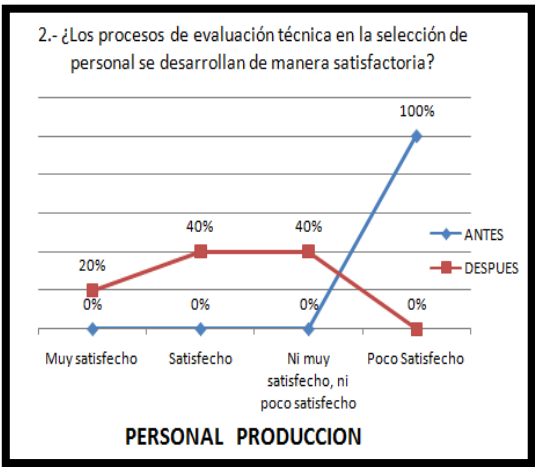 2.- ¿Los procesos de evaluación técnica en la selección de
personal se desarrollan de manera satisfactoria?
100%
40%
40%
20%
0%
0%
0%
0%
ANTES
DESPUES
Muy satisfecho
Satisfecho
Ni muy
satisfecho, ni
poco satisfecho
Poco Satisfecho
PERSONAL PRODUCCION